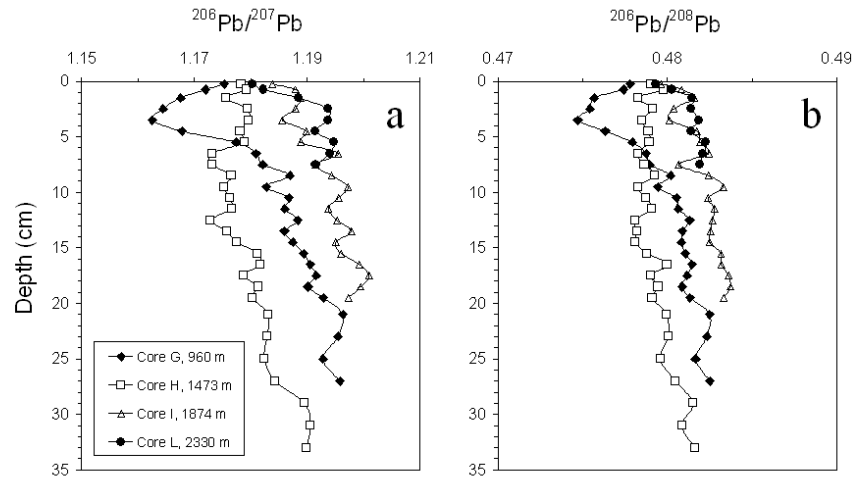 ²⁰⁶Pb/²⁰⁷Pb
1.15 1.17 1.19 1.21
²⁰⁶Pb/²⁰⁸Pb
0.47 0.48 0.49
a
b
Depth (cm)
0
5
10
15
20
25
30
35
Core G, 960 m
Core H, 1473 m
Core I, 1874 m
Core L, 2330 m
0
5
10
15
20
25
30
35